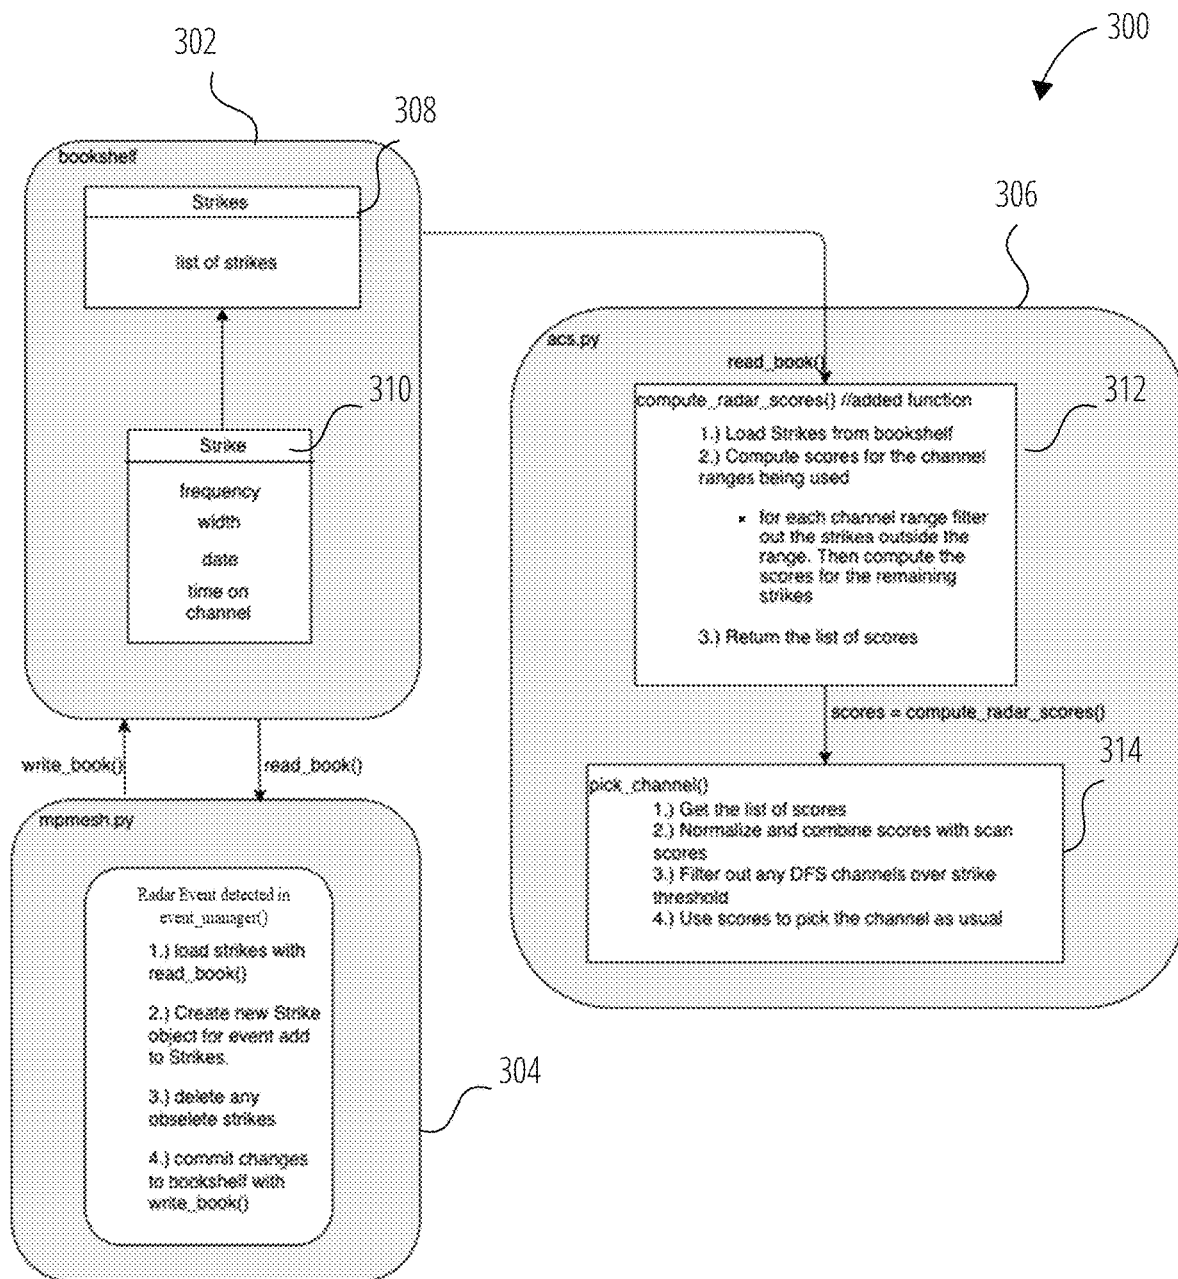 300
302
308
bookshelf
Strikes
list of strikes
310
Strike
frequency
width
date
time on
channel
write_book()
read_book()
mpmesh.py
Radar Event detected in
event_manager()
1.) load strikes with
read_book()
2.) Create new Strike
object for event add
to Strikes.
3.) delete any
obselete strikes
4.) commit changes
to bookshelf with
write_book()
304
306
acs.py
read_book()
312
compute_radar_scores() //added function
1.) Load Strikes from bookshelf
2.) Compute scores for the channel
ranges being used
• for each channel range filter
out the strikes outside the
range. Then compute the
scores for the remaining
strikes
3.) Return the list of scores
scores = compute_radar_scores()
314
pick_channel()
1.) Get the list of scores
2.) Normalize and combine scores with scan
scores
3.) Filter out any DFS channels over strike
threshold
4.) Use scores to pick the channel as usual